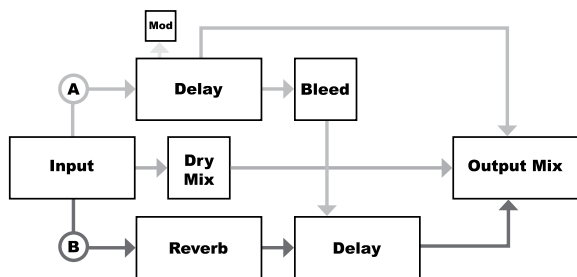 Mod
A
Delay
Bleed
Input
Dry
Mix
Output Mix
B
Reverb
Delay